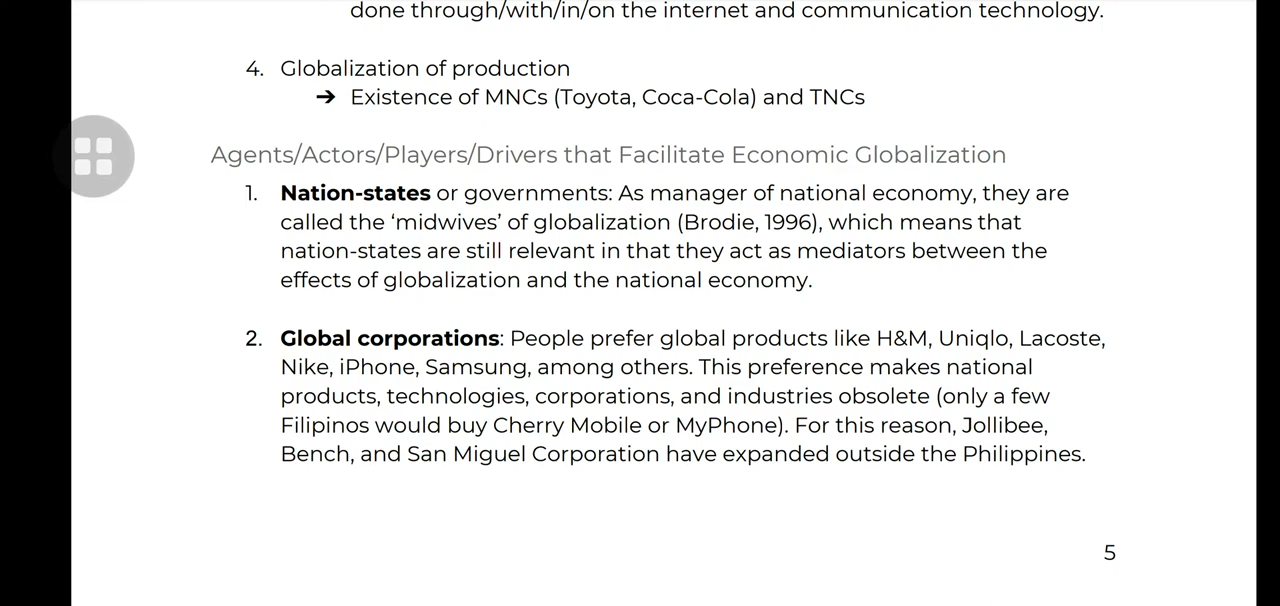 done through/with/in/on the internet and communication technology.
4. Globalization of production
➔ Existence of MNCs (Toyota, Coca-Cola) and TNCs
Agents/Actors/Players/Drivers that Facilitate Economic Globalization
1. Nation-states or governments: As manager of national economy, they are
called the ‘midwives’ of globalization (Brodie, 1996), which means that
nation-states are still relevant in that they act as mediators between the
effects of globalization and the national economy.
2. Global corporations: People prefer global products like H&M, Uniqlo, Lacoste,
Nike, iPhone, Samsung, among others. This preference makes national
products, technologies, corporations, and industries obsolete (only a few
Filipinos would buy Cherry Mobile or MyPhone). For this reason, Jollibee,
Bench, and San Miguel Corporation have expanded outside the Philippines.
5